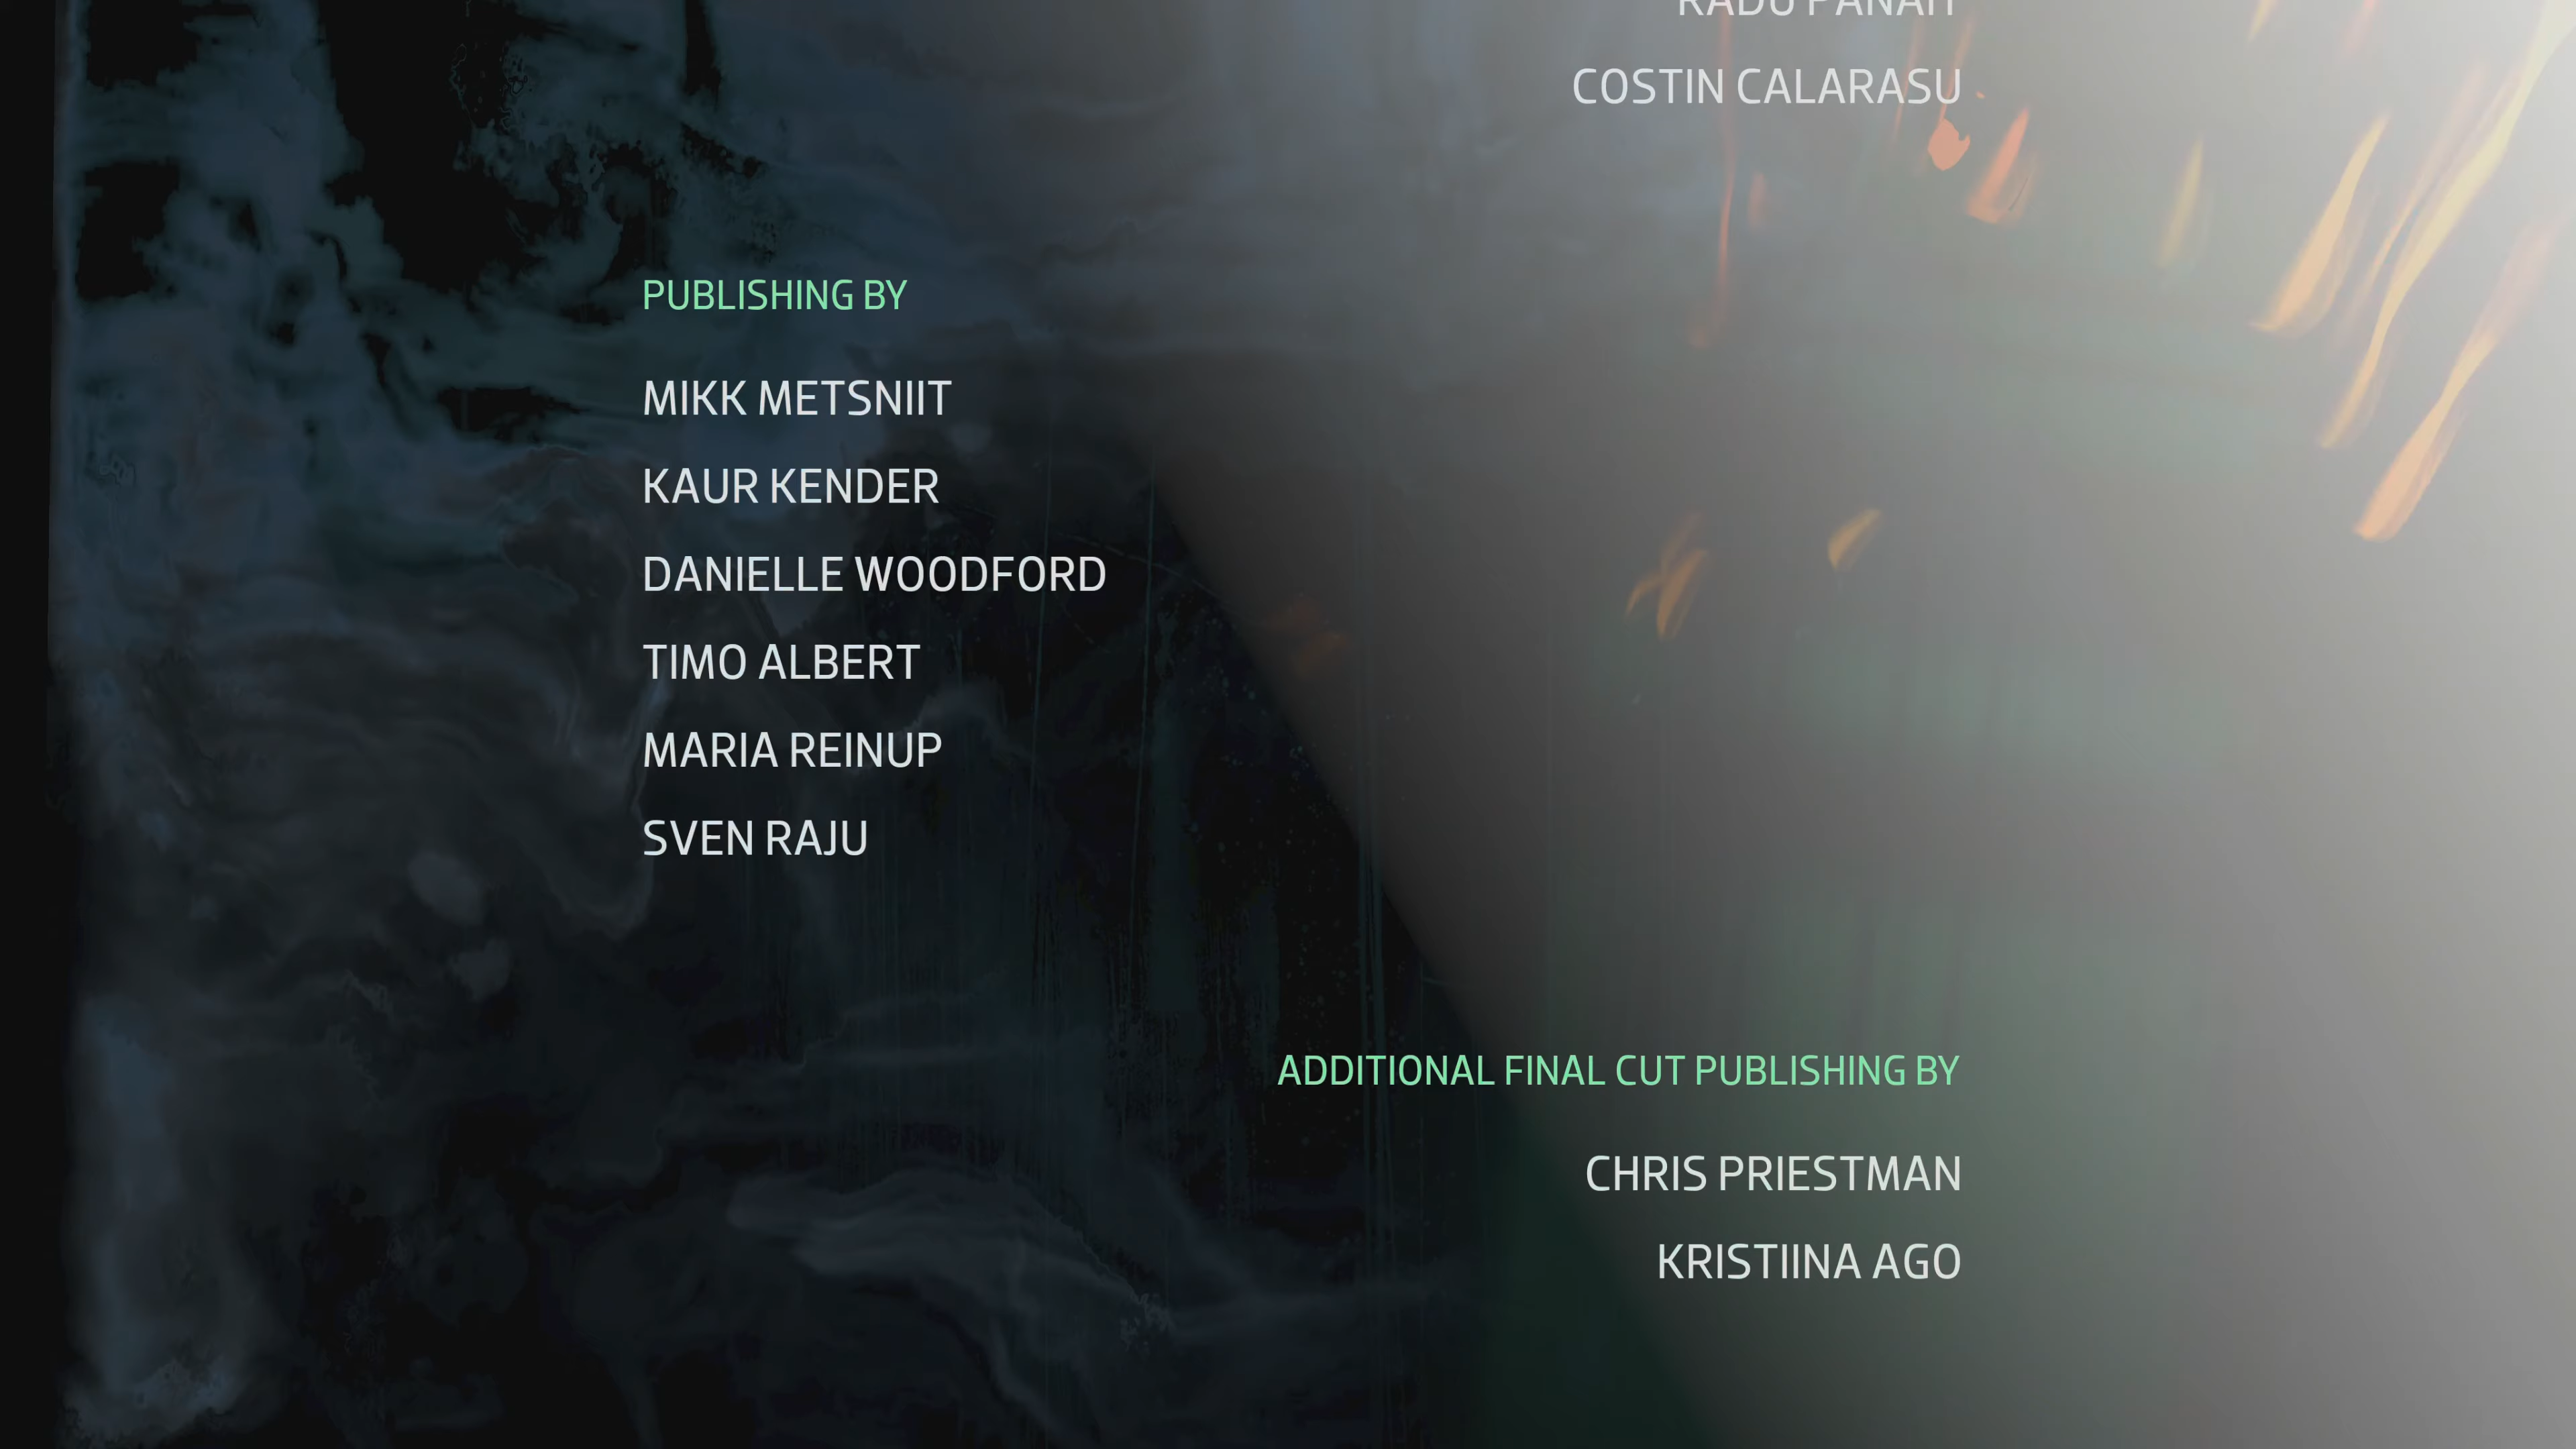 COSTIN CALARASU
PUBLISHING BY
MIKK METSNIIT
KAUR KENDER
DANIELLE WOODFORD
TIMO ALBERT
MARIA REINUP
SVEN RAJU
ADDITIONAL FINAL CUT PUBLISHING BY
CHRIS PRIESTMAN
KRISTIINA AGO